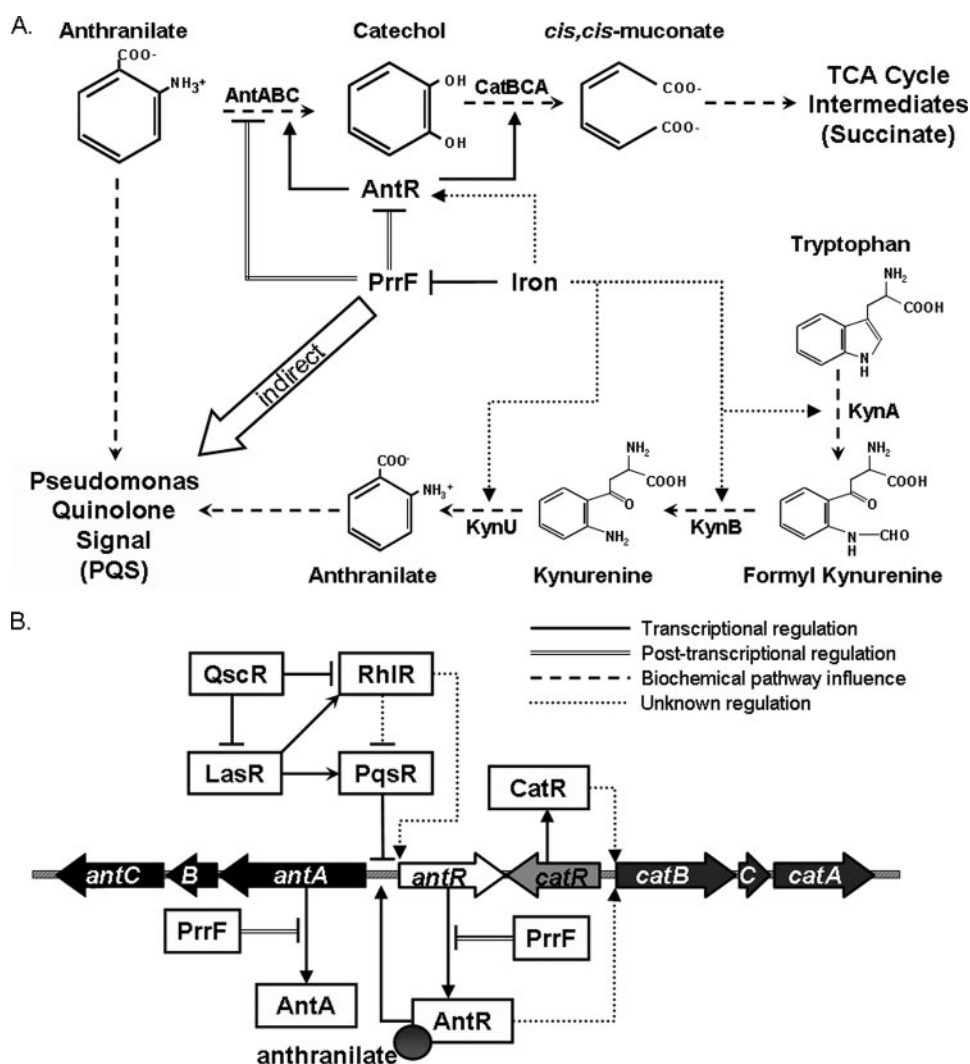 A.
Anthranilate
COO-
NH3+
AntABC
Catechol
OH
OH
CatBCA
cis,cis-muconate
COO-
COO-
TCA Cycle
Intermediates
(Succinate)
AntR
PrrF
Iron
indirect
Tryptophan
NH2
COOH
N
H
KynA
Pseudomonas
Quinolone
Signal
(PQS)
COO-
NH3+
Anthranilate
KynU
NH2
COOH
O
NH2
Kynurenine
KynB
NH2
COOH
O
N
H
CHO
Formyl Kynurenine
B.
Transcriptional regulation
Post-transcriptional regulation
Biochemical pathway influence
Unknown regulation
QscR
RhlR
LasR
PqsR
CatR
antC
B
antA
antR
catR
catB
C
catA
PrrF
PrrF
AntA
AntR
anthranilate